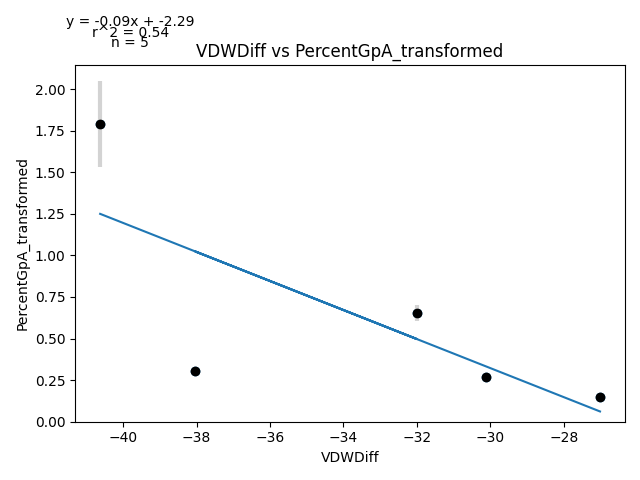 y = -0.09x + -2.29
r^2 = 0.54
n = 5
VDWDiff vs PercentGpA_transformed
2.00
1.75
1.50
1.25
1.00
0.75
0.50
0.25
0.00
PercentGpA_transformed
−40
−38
−36
−34
−32
−30
−28
VDWDiff